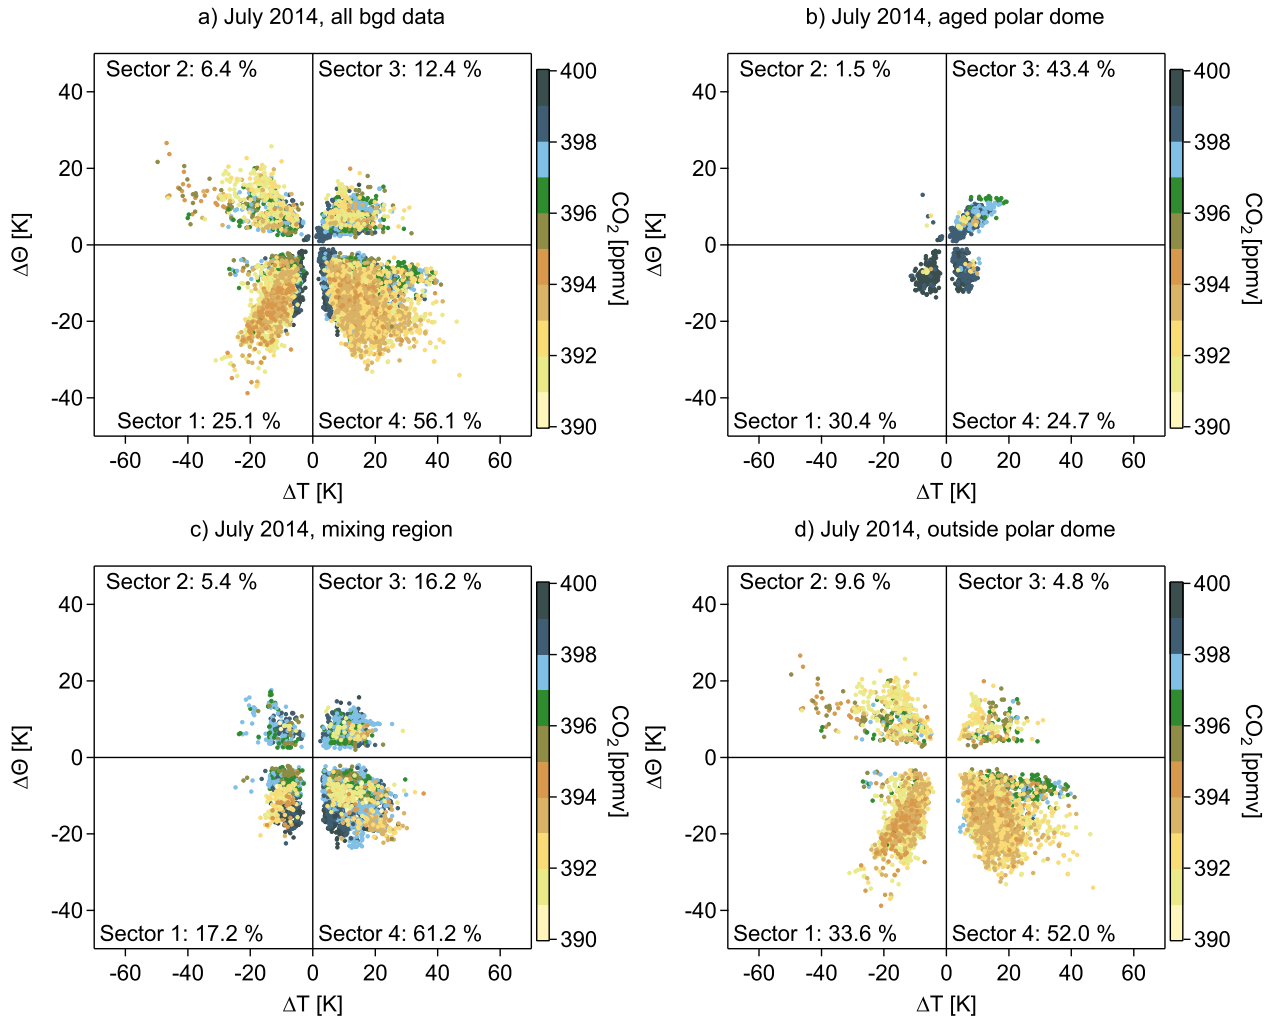 a) July 2014, all bgd data
Sector 2: 6.4 %
Sector 3: 12.4 %
40
20
0
-20
-40
ΔΘ [K]
Sector 1: 25.1 %
Sector 4: 56.1 %
-60 -40 -20 0 20 40 60
ΔT [K]
400
398
396
394
392
390
CO2 [ppmv]
b) July 2014, aged polar dome
Sector 2: 1.5 %
Sector 3: 43.4 %
40
20
0
-20
-40
ΔΘ [K]
Sector 1: 30.4 %
Sector 4: 24.7 %
-60 -40 -20 0 20 40 60
ΔT [K]
400
398
396
394
392
390
CO2 [ppmv]
c) July 2014, mixing region
Sector 2: 5.4 %
Sector 3: 16.2 %
40
20
0
-20
-40
ΔΘ [K]
Sector 1: 17.2 %
Sector 4: 61.2 %
-60 -40 -20 0 20 40 60
ΔT [K]
400
398
396
394
392
390
CO2 [ppmv]
d) July 2014, outside polar dome
Sector 2: 9.6 %
Sector 3: 4.8 %
40
20
0
-20
-40
ΔΘ [K]
Sector 1: 33.6 %
Sector 4: 52.0 %
-60 -40 -20 0 20 40 60
ΔT [K]
400
398
396
394
392
390
CO2 [ppmv]